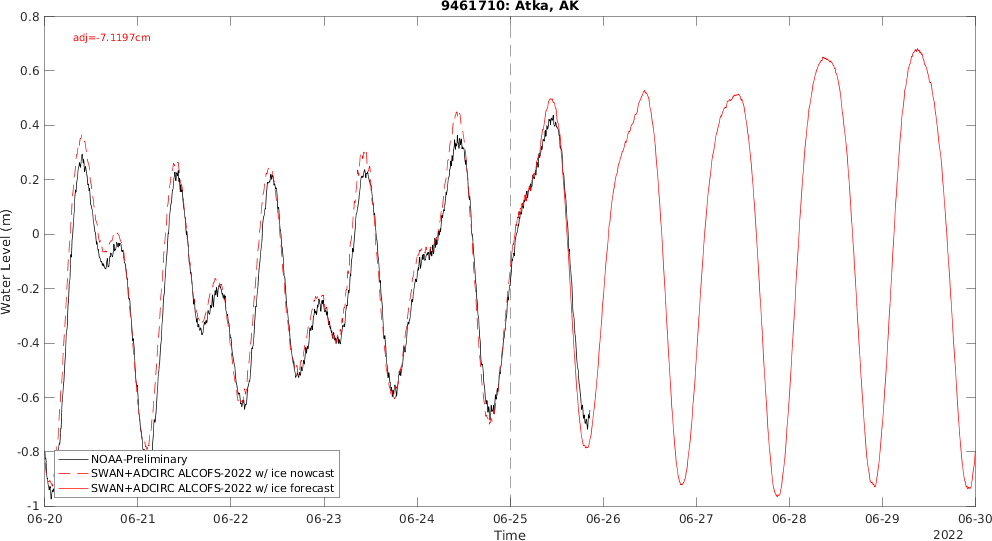 9461710: Atka, AK
adj=-7.1197cm
Water Level (m)
0.8
0.6
0.4
0.2
0
-0.2
-0.4
-0.6
-0.8
-1
NOAA-Preliminary
SWAN+ADCIRC ALCOFS-2022 w/ ice nowcast
SWAN+ADCIRC ALCOFS-2022 w/ ice forecast
06-20 06-21 06-22 06-23 06-24 06-25 06-26 06-27 06-28 06-29 06-30
Time
2022